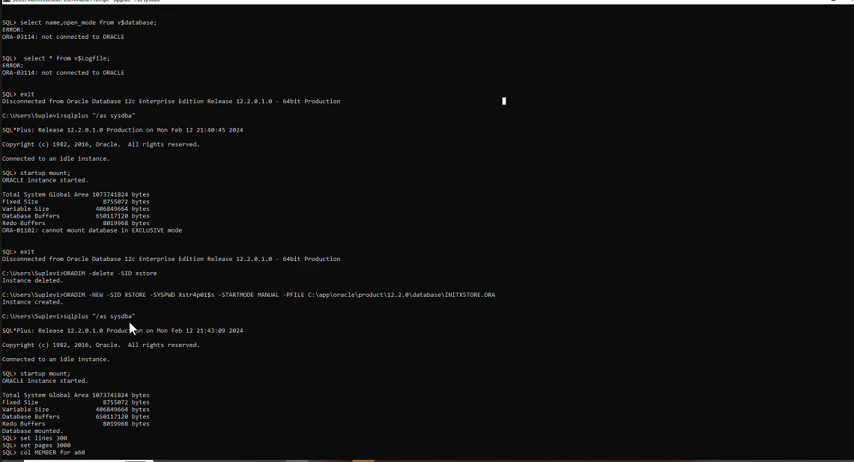 SQL> select name,open_mode from v$database;
ERROR:
ORA-03114: not connected to ORACLE
SQL>  select * from v$Logfile;
ERROR:
ORA-03114: not connected to ORACLE
SQL> exit
Disconnected from Oracle Database 12c Enterprise Edition Release 12.2.0.1.0 - 64bit Production
C:\Users\Suplevi>sqlplus "/as sysdba"
SQL*Plus: Release 12.2.0.1.0 Production on Mon Feb 12 21:40:45 2024
Copyright (c) 1982, 2016, Oracle.  All rights reserved.
Connected to an idle instance.
SQL> startup mount;
ORACLE instance started.
Total System Global Area 1073741824 bytes
Fixed Size                  8755072 bytes
Variable Size             406849664 bytes
Database Buffers          650117120 bytes
Redo Buffers                8019968 bytes
ORA-01102: cannot mount database in EXCLUSIVE mode
SQL> exit
Disconnected from Oracle Database 12c Enterprise Edition Release 12.2.0.1.0 - 64bit Production
C:\Users\Suplevi>ORADIM -delete -SID xstore
Instance deleted.
C:\Users\Suplevi>ORADIM -NEW -SID XSTORE -SYSPWD Xstr4p01$s -STARTMODE MANUAL -PFILE C:\app\oracle\product\12.2.0\database\INITXSTORE.ORA
Instance created.
C:\Users\Suplevi>sqlplus "/as sysdba"
SQL*Plus: Release 12.2.0.1.0 Production on Mon Feb 12 21:43:09 2024
Copyright (c) 1982, 2016, Oracle.  All rights reserved.
Connected to an idle instance.
SQL> startup mount;
ORACLE instance started.
Total System Global Area 1073741824 bytes
Fixed Size                  8755072 bytes
Variable Size             406849664 bytes
Database Buffers          650117120 bytes
Redo Buffers                8019968 bytes
Database mounted.
SQL> set lines 300
SQL> set pages 3000
SQL> col MEMBER for a60